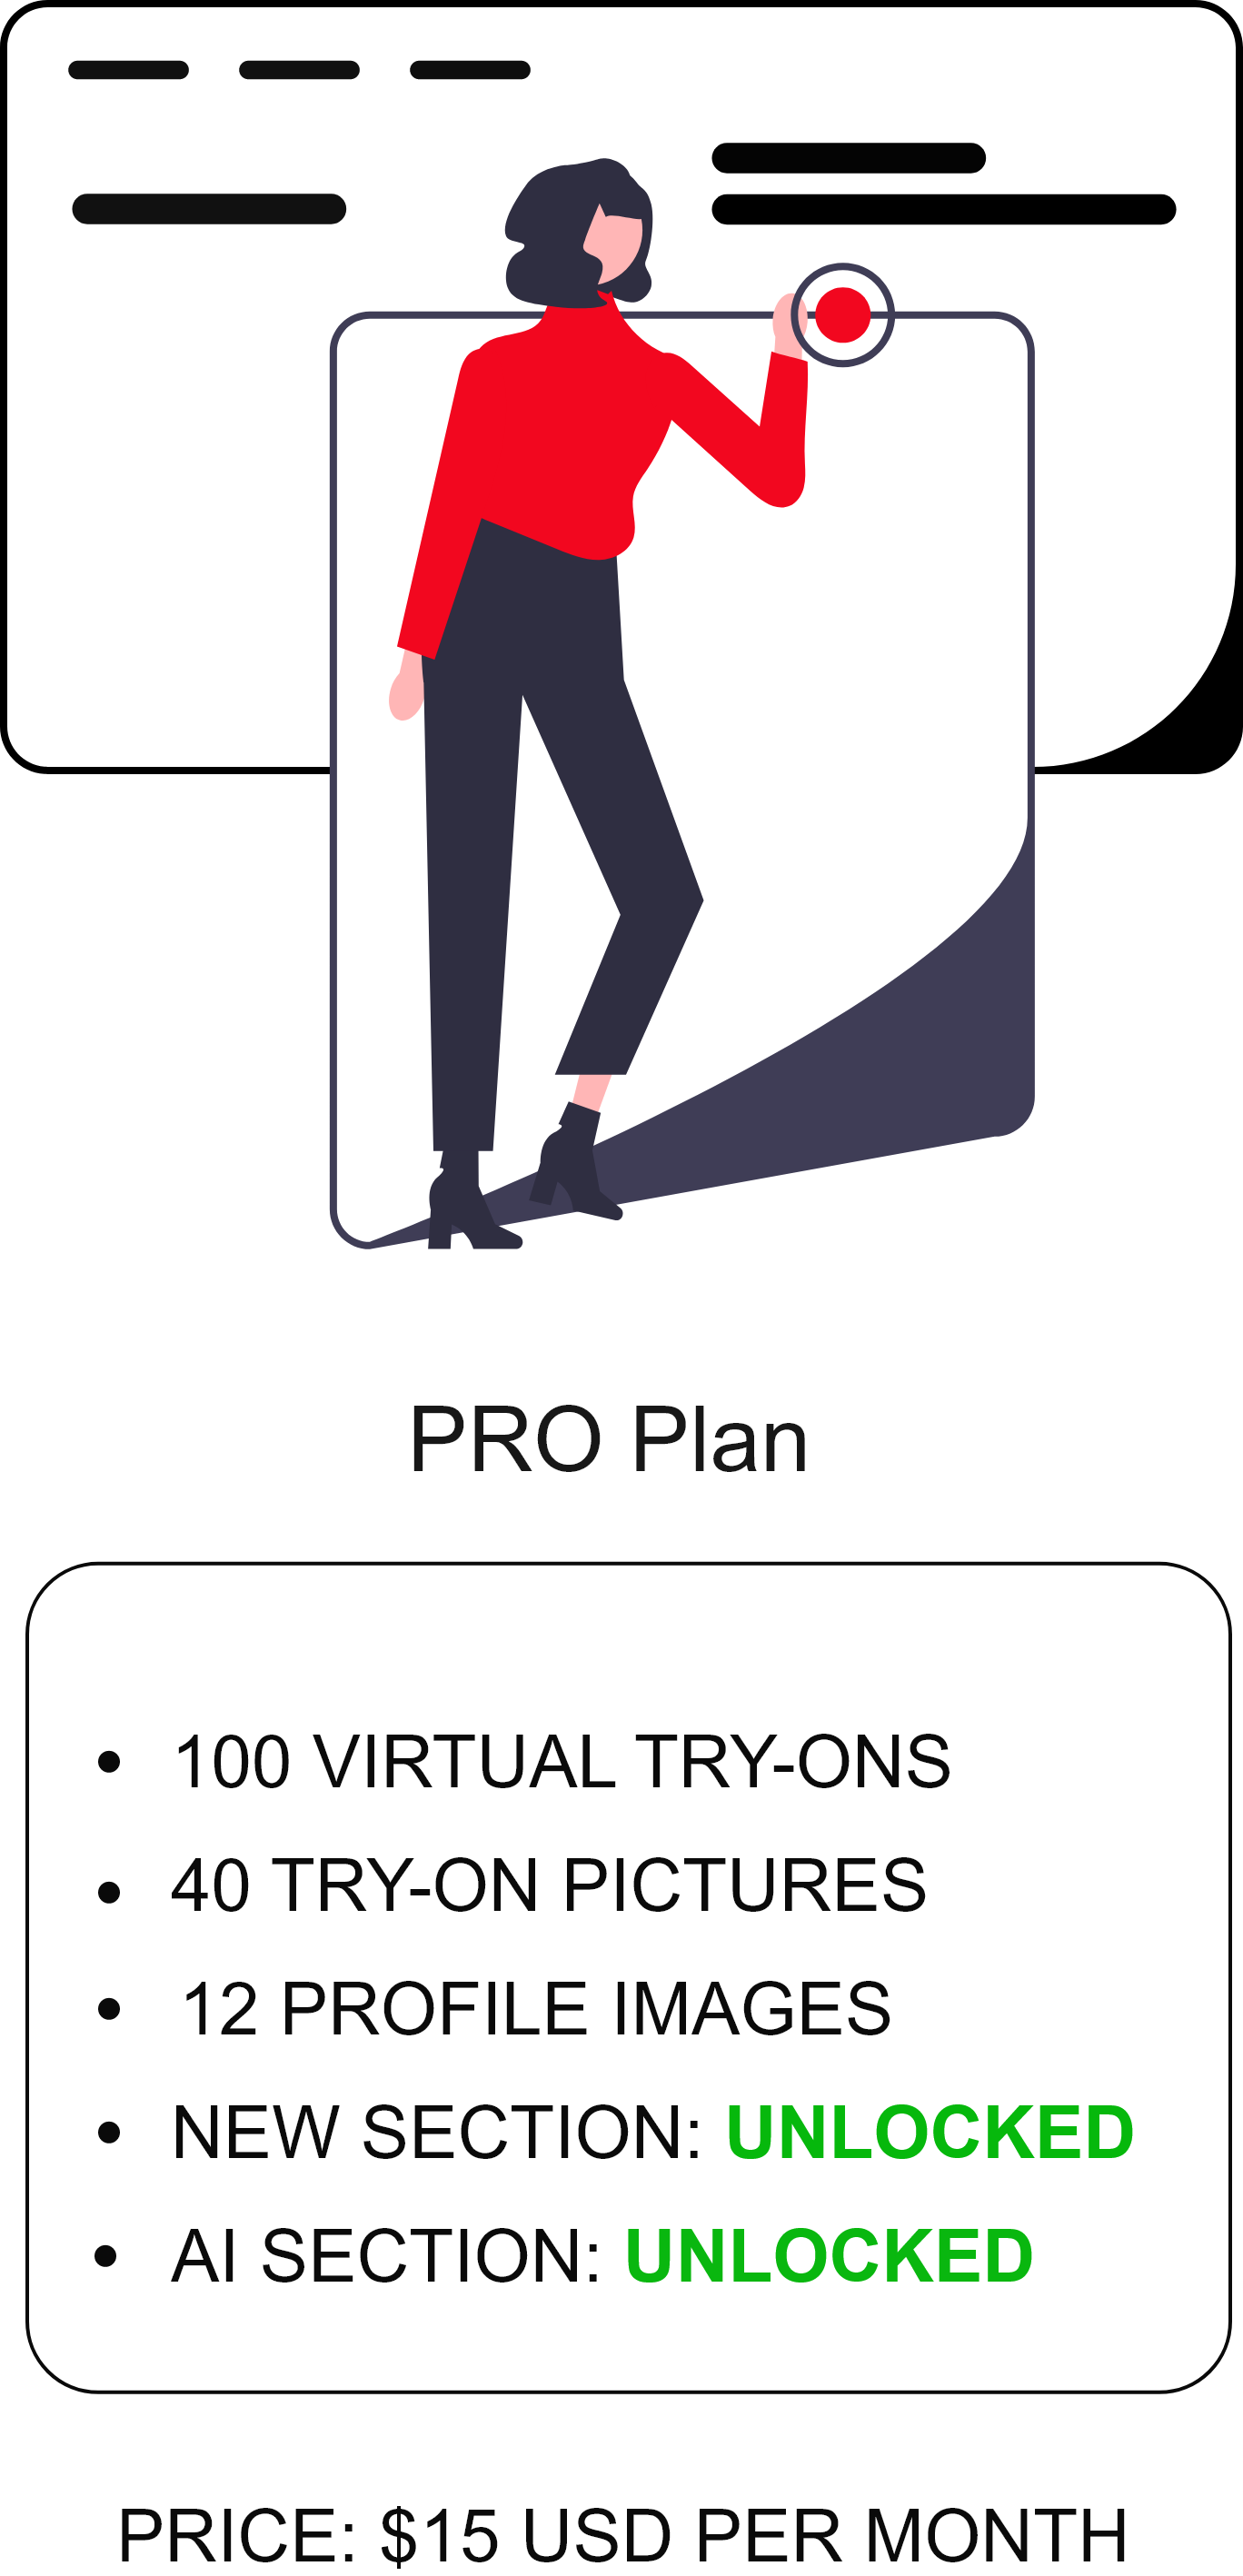 PRO Plan
• 100 VIRTUAL TRY-ONS
• 40 TRY-ON PICTURES
• 12 PROFILE IMAGES
• NEW SECTION: UNLOCKED
• AI SECTION: UNLOCKED
PRICE: $15 USD PER MONTH